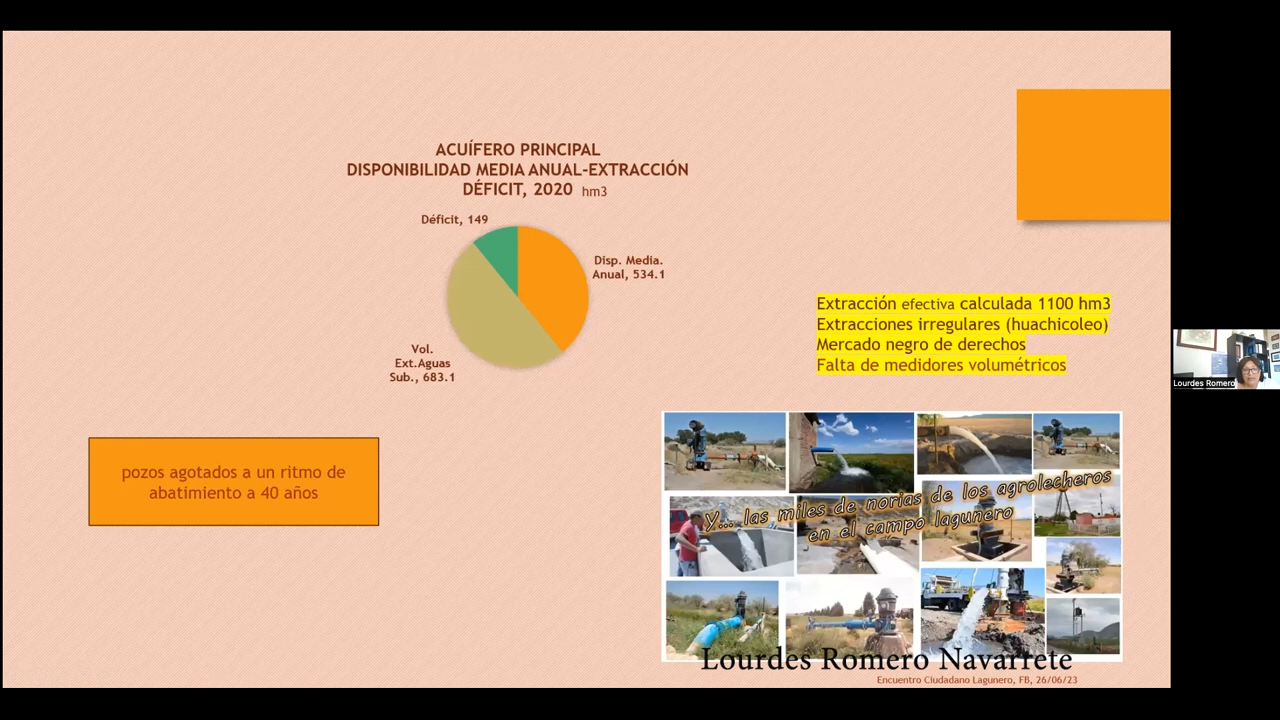 ACUÍFERO PRINCIPAL
DISPONIBILIDAD MEDIA ANUAL-EXTRACCIÓN
DÉFICIT, 2020 hm3
Déficit, 149
Disp. Media.
Anual, 534.1
Vol.
Ext.Aguas
Sub., 683.1
Extracción efectiva calculada 1100 hm3
Extracciones irregulares (huachicoleo)
Mercado negro de derechos
Falta de medidores volumétricos
pozos agotados a un ritmo de
abatimiento a 40 años
Y... las miles de norias de los agrolecheros
en el campo lagunero
Lourdes Romero Navarrete
Encuentro Ciudadano Lagunero, FB, 26/06/23
Lourdes Romero